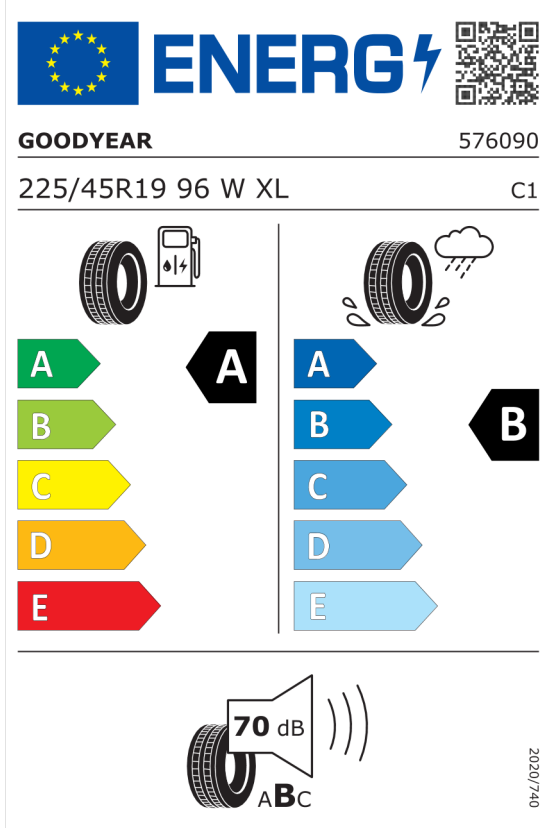 ENERG
GOODYEAR 576090
225/45R19 96 W XL C1
A A
B
C
D
E
A
B B
C
D
E
70 dB
ABC
2020/740